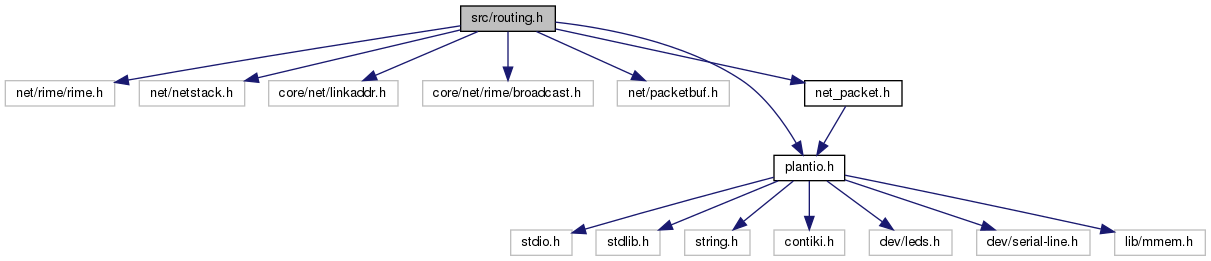 src/routing.h
net/rime/rime.h
net/netstack.h
core/net/linkaddr.h
core/net/rime/broadcast.h
net/packetbuf.h
net_packet.h
plantio.h
stdio.h
stdlib.h
string.h
contiki.h
dev/leds.h
dev/serial-line.h
lib/mmem.h